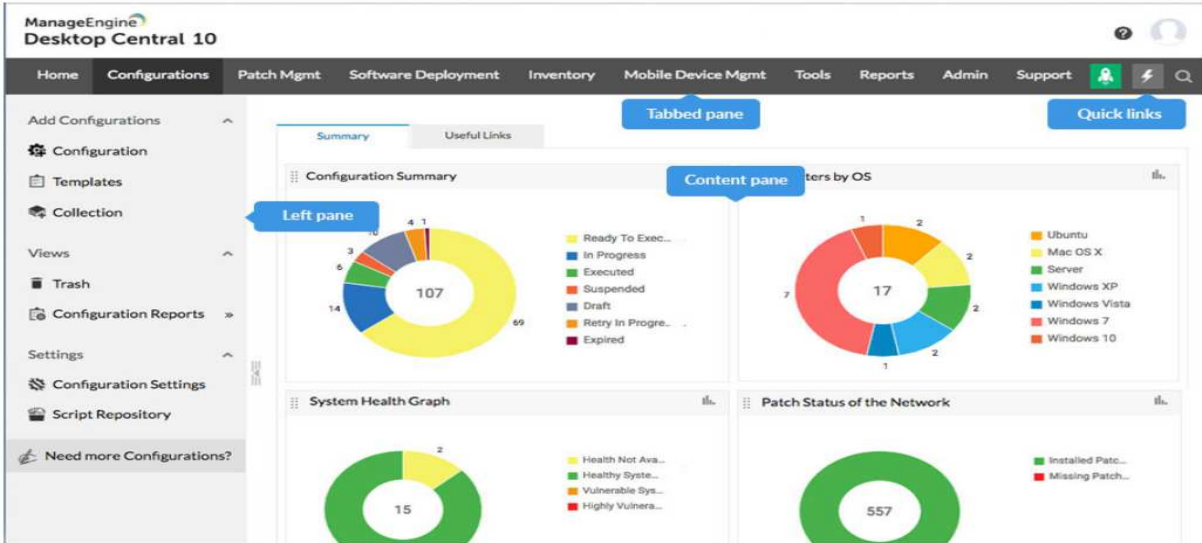 ManageEngine
Desktop Central 10
Home Configurations Patch Mgmt Software Deployment Inventory Mobile Device Mgmt Tools Reports Admin Support
Tabbed pane
Quick links
Add Configurations
Configuration
Templates
Collection
Left pane
Views
Trash
Configuration Reports »
Settings
Configuration Settings
Script Repository
Need more Configurations?
Summary Useful Links
Configuration Summary
Content pane
ters by OS
4 1
3
6
14
107
69
Ready To Exec...
In Progress
Executed
Suspended
Draft
Retry In Progre..
Expired
1 2
2
7
17
2
2
1
Ubuntu
Mac OS X
Server
Windows XP
Windows Vista
Windows 7
Windows 10
System Health Graph
2
15
Health Not Ava...
Healthy Syste...
Vulnerable Sys...
Highly Vulnera...
Patch Status of the Network
557
Installed Patc...
Missing Patch...